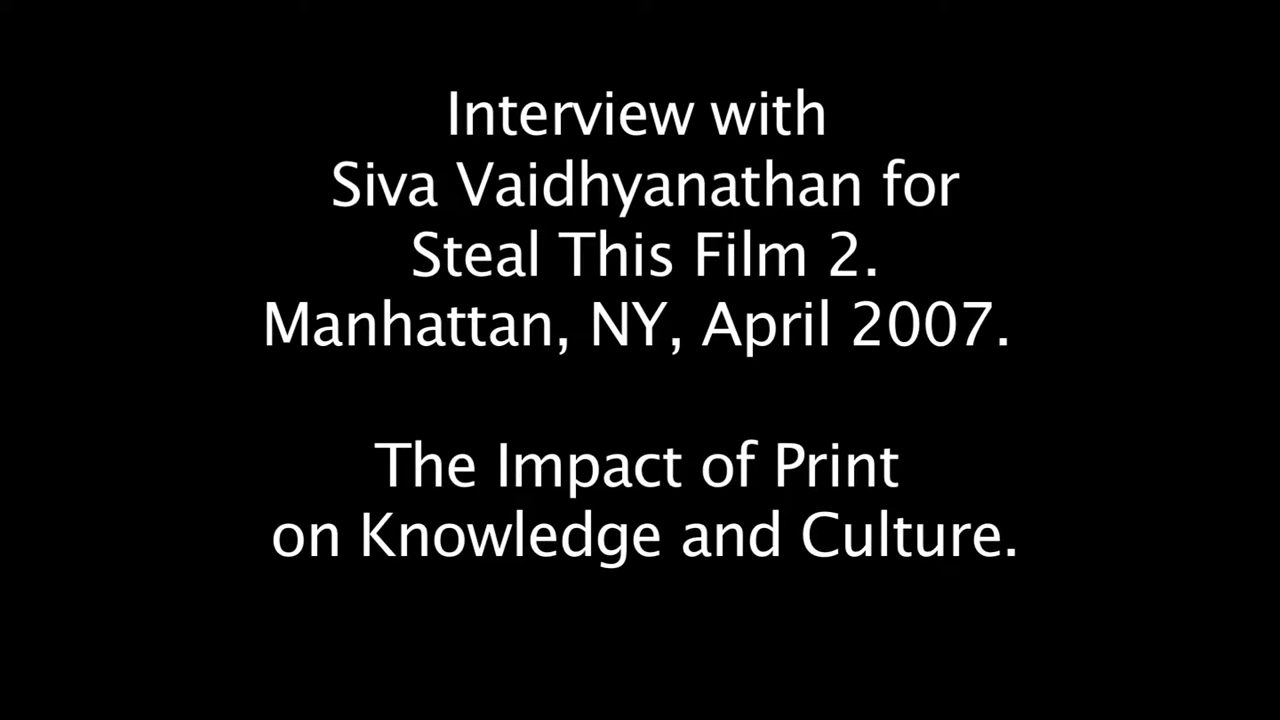 Interview with
Siva Vaidhyanathan for
Steal This Film 2.
Manhattan, NY, April 2007.
The Impact of Print
on Knowledge and Culture.